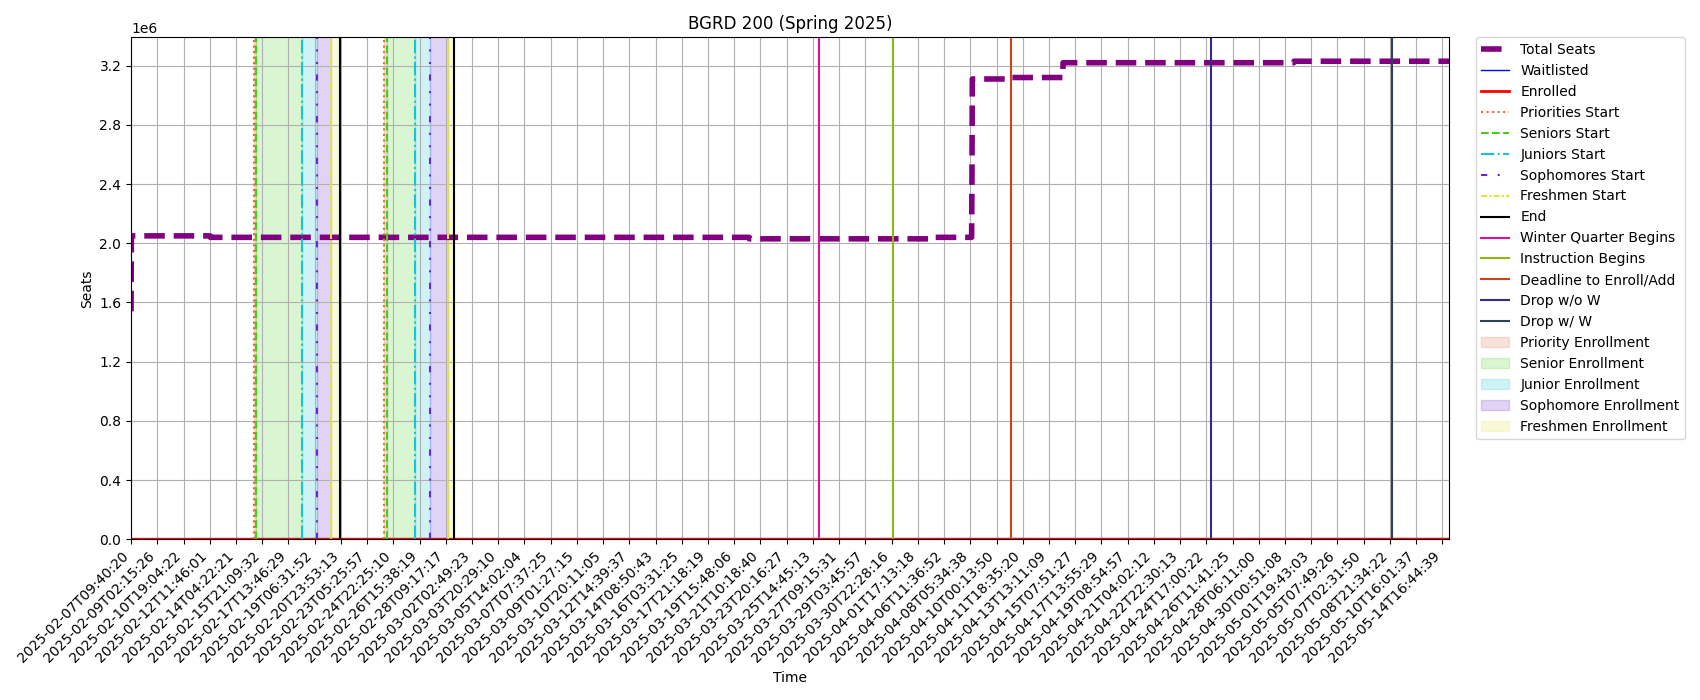 BGRD 200 (Spring 2025)
1e6
3.2
2.8
2.4
2.0
1.6
1.2
0.8
0.4
0.0
Seats
2025-02-07T09:40:20
2025-02-09T02:15:26
2025-02-10T19:04:22
2025-02-12T11:46:01
2025-02-14T04:22:21
2025-02-15T21:09:32
2025-02-17T13:46:29
2025-02-19T06:31:52
2025-02-20T23:53:13
2025-02-23T05:25:57
2025-02-24T22:25:10
2025-02-26T15:38:19
2025-02-28T09:17:17
2025-03-02T02:49:23
2025-03-03T20:29:10
2025-03-05T14:02:04
2025-03-07T07:37:25
2025-03-09T01:27:15
2025-03-10T20:11:05
2025-03-12T14:39:37
2025-03-14T08:50:43
2025-03-16T03:31:25
2025-03-17T21:18:19
2025-03-19T15:48:06
2025-03-21T10:18:40
2025-03-23T20:16:27
2025-03-25T14:45:13
2025-03-27T09:15:31
2025-03-29T03:45:57
2025-03-30T22:28:16
2025-04-01T17:13:18
2025-04-06T11:36:52
2025-04-08T05:34:38
2025-04-10T00:13:50
2025-04-11T18:35:20
2025-04-13T13:11:09
2025-04-15T07:51:27
2025-04-17T13:55:29
2025-04-19T08:54:57
2025-04-21T04:02:12
2025-04-22T22:30:13
2025-04-24T17:00:22
2025-04-26T11:41:25
2025-04-28T06:11:00
2025-04-30T00:51:08
2025-05-01T19:43:03
2025-05-05T07:49:26
2025-05-07T02:31:50
2025-05-08T21:34:22
2025-05-10T16:01:37
2025-05-14T16:44:39
Time
Total Seats
Waitlisted
Enrolled
Priorities Start
Seniors Start
Juniors Start
Sophomores Start
Freshmen Start
End
Winter Quarter Begins
Instruction Begins
Deadline to Enroll/Add
Drop w/o W
Drop w/ W
Priority Enrollment
Senior Enrollment
Junior Enrollment
Sophomore Enrollment
Freshmen Enrollment